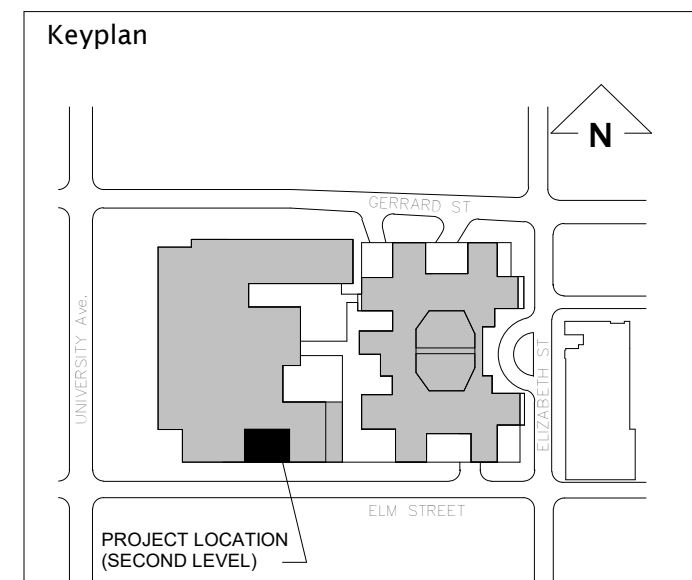 Keyplan
N
GERRARD ST
UNIVERSITY Ave.
ELIZABETH ST
ELM STREET
PROJECT LOCATION
(SECOND LEVEL)